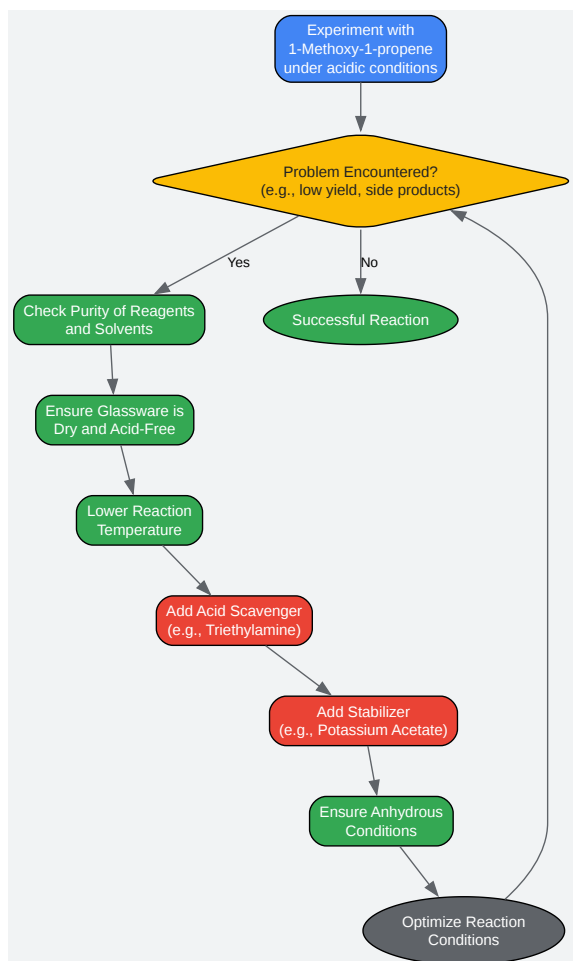 Experiment with
1-Methoxy-1-propene
under acidic conditions
Problem Encountered?
(e.g., low yield, side products)
Yes
No
Check Purity of Reagents
and Solvents
Successful Reaction
Ensure Glassware is
Dry and Acid-Free
Lower Reaction
Temperature
Add Acid Scavenger
(e.g., Triethylamine)
Add Stabilizer
(e.g., Potassium Acetate)
Ensure Anhydrous
Conditions
Optimize Reaction
Conditions